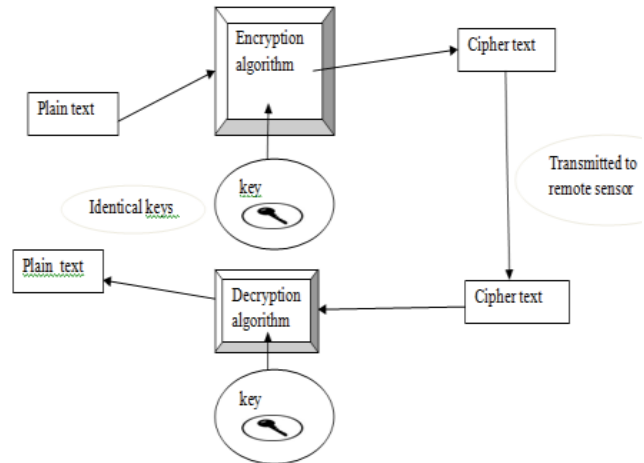 Encryption
algorithm
Cipher text
Plain text
Transmitted to
remote sensor
key
Identical keys
Plain text
Decryption
algorithm
Cipher text
key